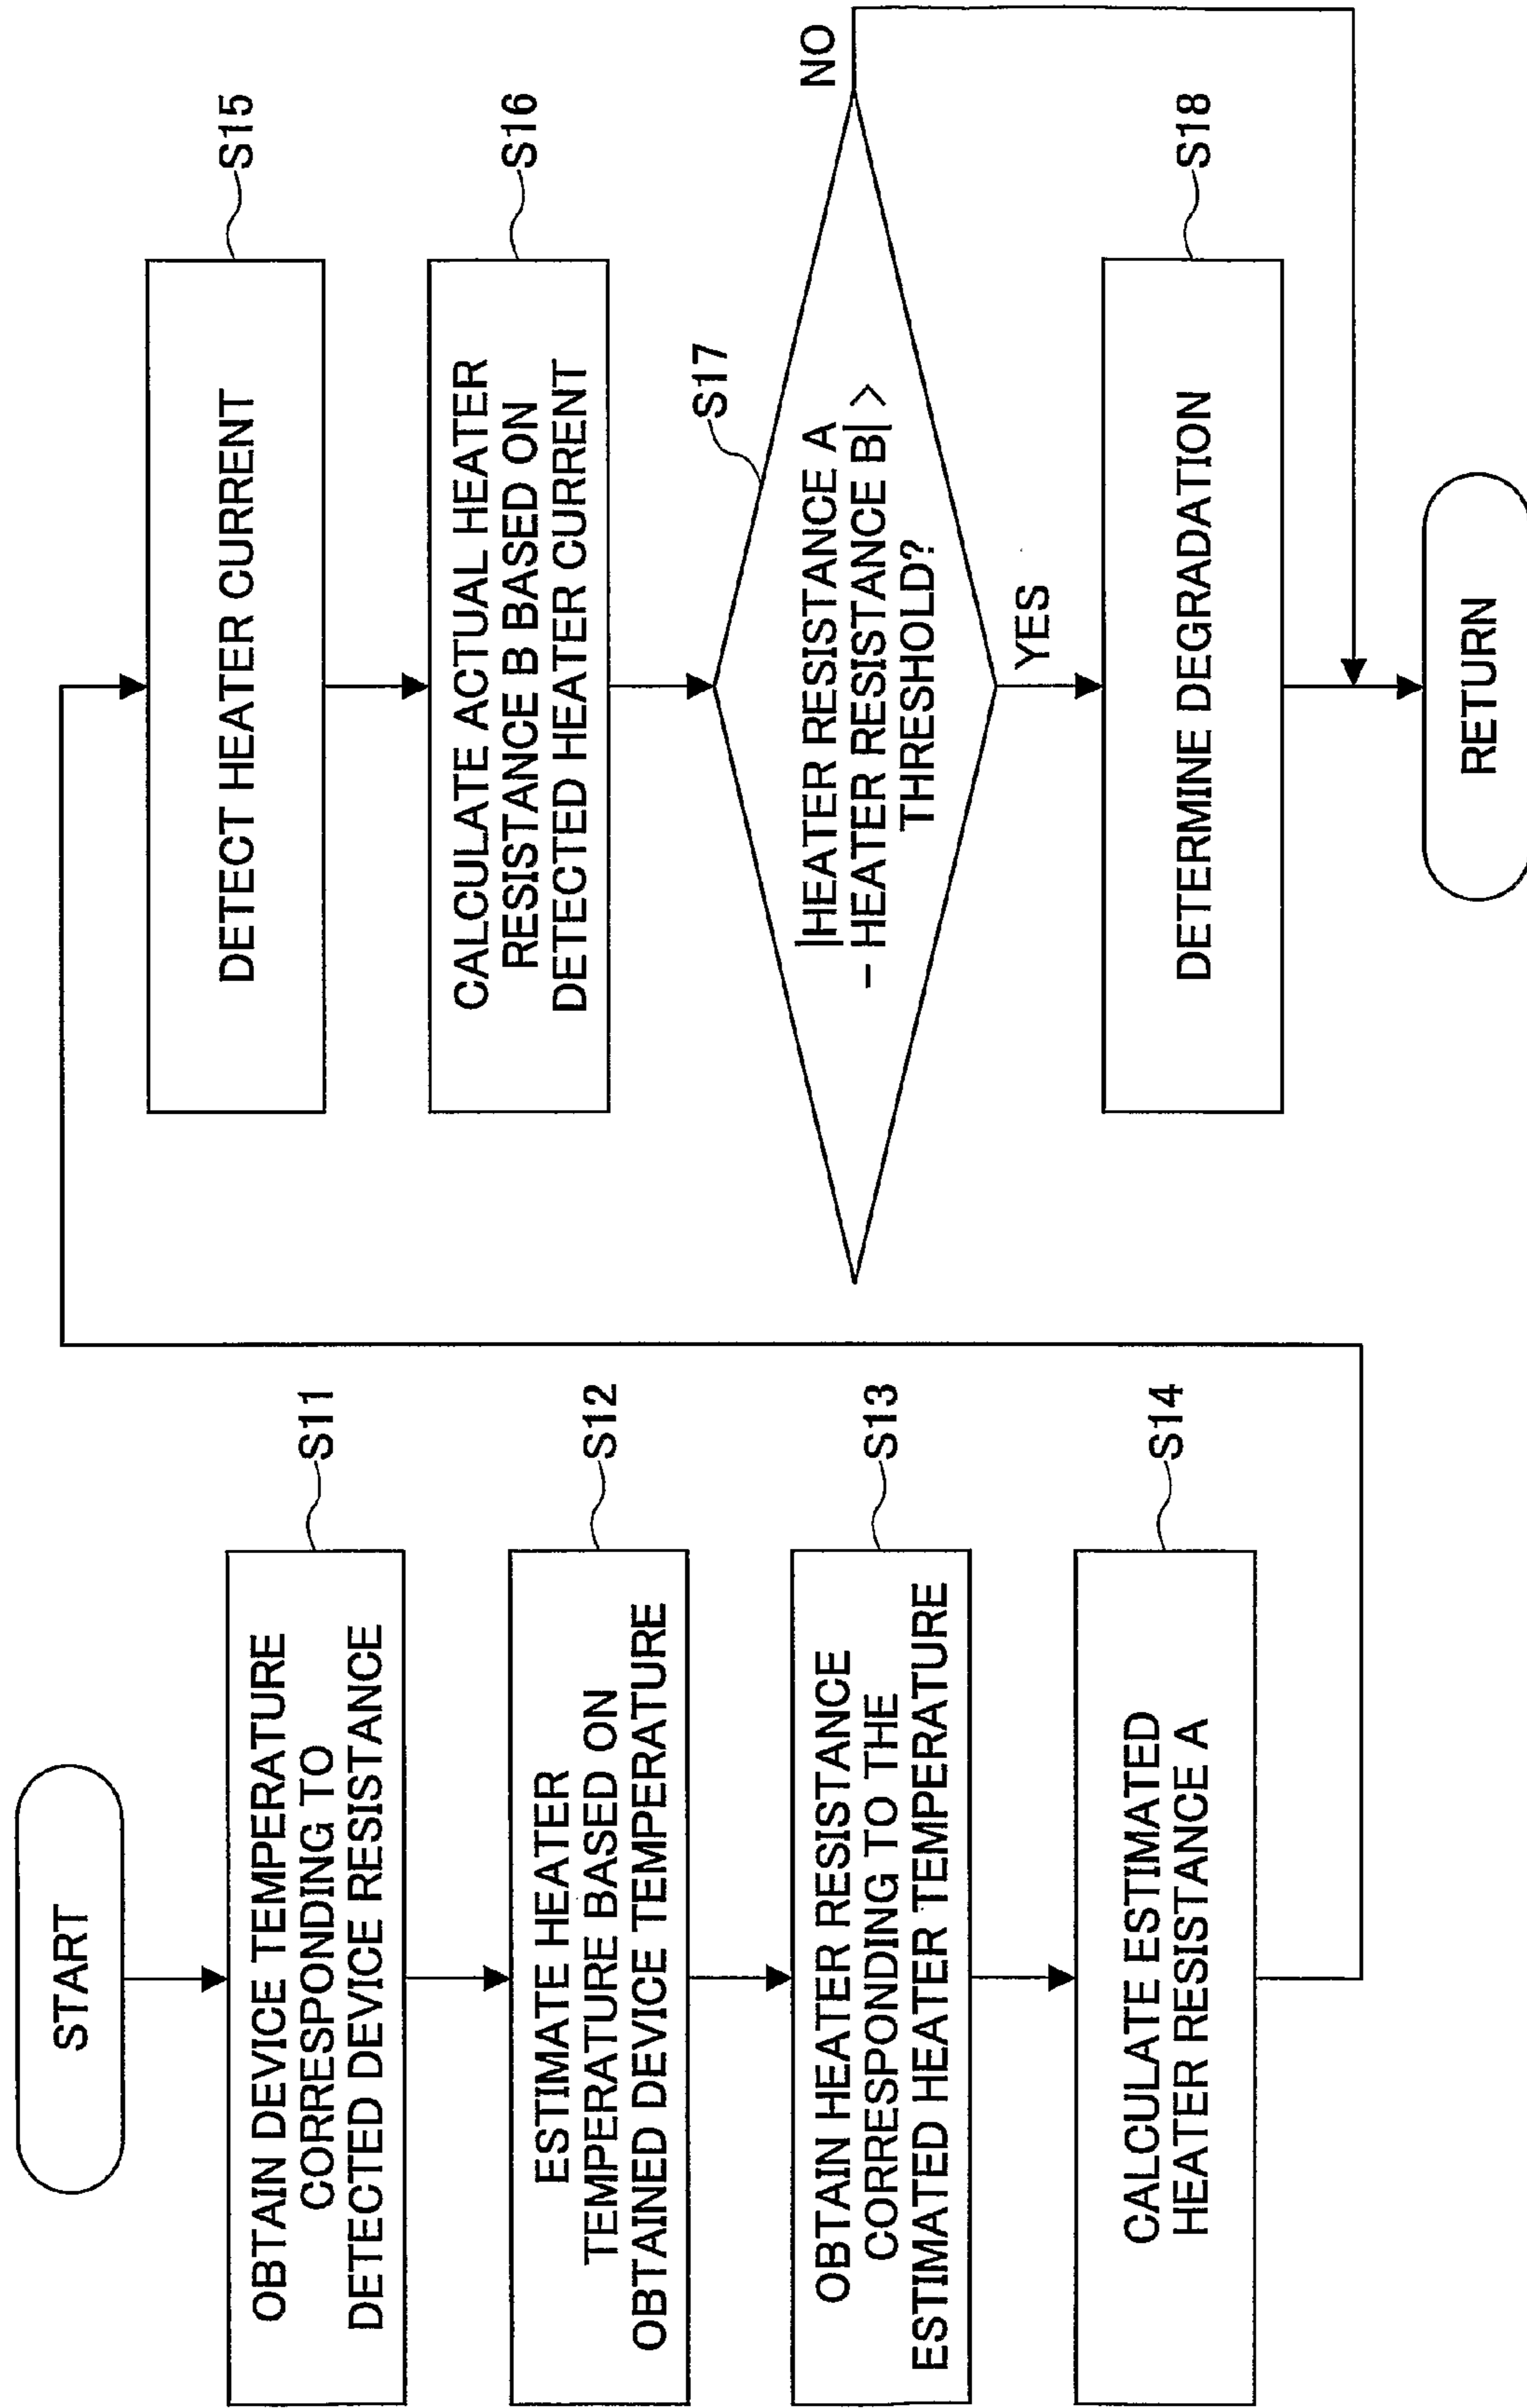 START
OBTAIN DEVICE TEMPERATURE
CORRESPONDING TO
DETECTED DEVICE RESISTANCE
S11
ESTIMATE HEATER
TEMPERATURE BASED ON
OBTAINED DEVICE TEMPERATURE
S12
OBTAIN HEATER RESISTANCE
CORRESPONDING TO THE
ESTIMATED HEATER TEMPERATURE
S13
CALCULATE ESTIMATED
HEATER RESISTANCE A
S14
DETECT HEATER CURRENT
S15
CALCULATE ACTUAL HEATER
RESISTANCE B BASED ON
DETECTED HEATER CURRENT
S16
S17
|HEATER RESISTANCE A
– HEATER RESISTANCE B| >
THRESHOLD?
NO
YES
DETERMINE DEGRADATION
S18
RETURN